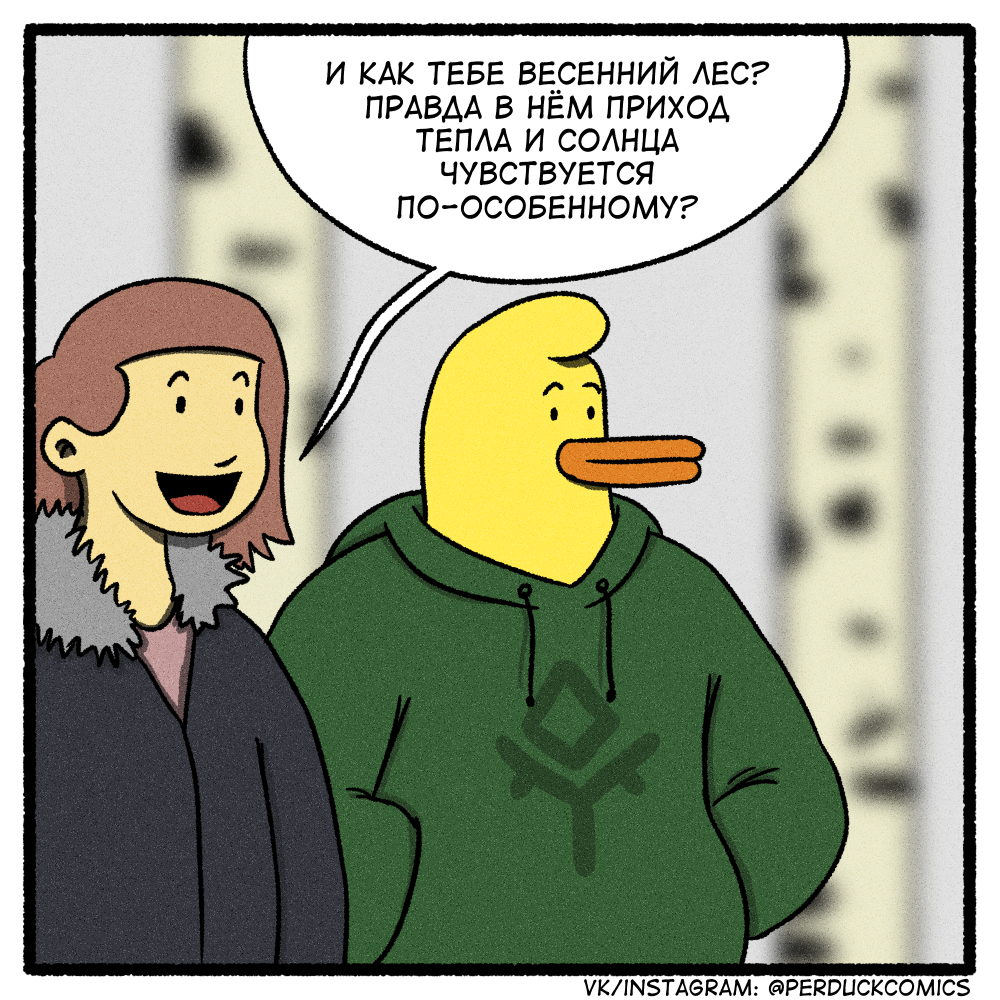 И КАК ТЕБЕ ВЕСЕННИЙ ЛЕС?
ПРАВДА В НЁМ ПРИХОД
ТЕПЛА И СОЛНЦА
ЧУВСТВУЕТСЯ
ПО-ОСОБЕННОМУ?
VK/INSTAGRAM: @PERDUCKCOMICS